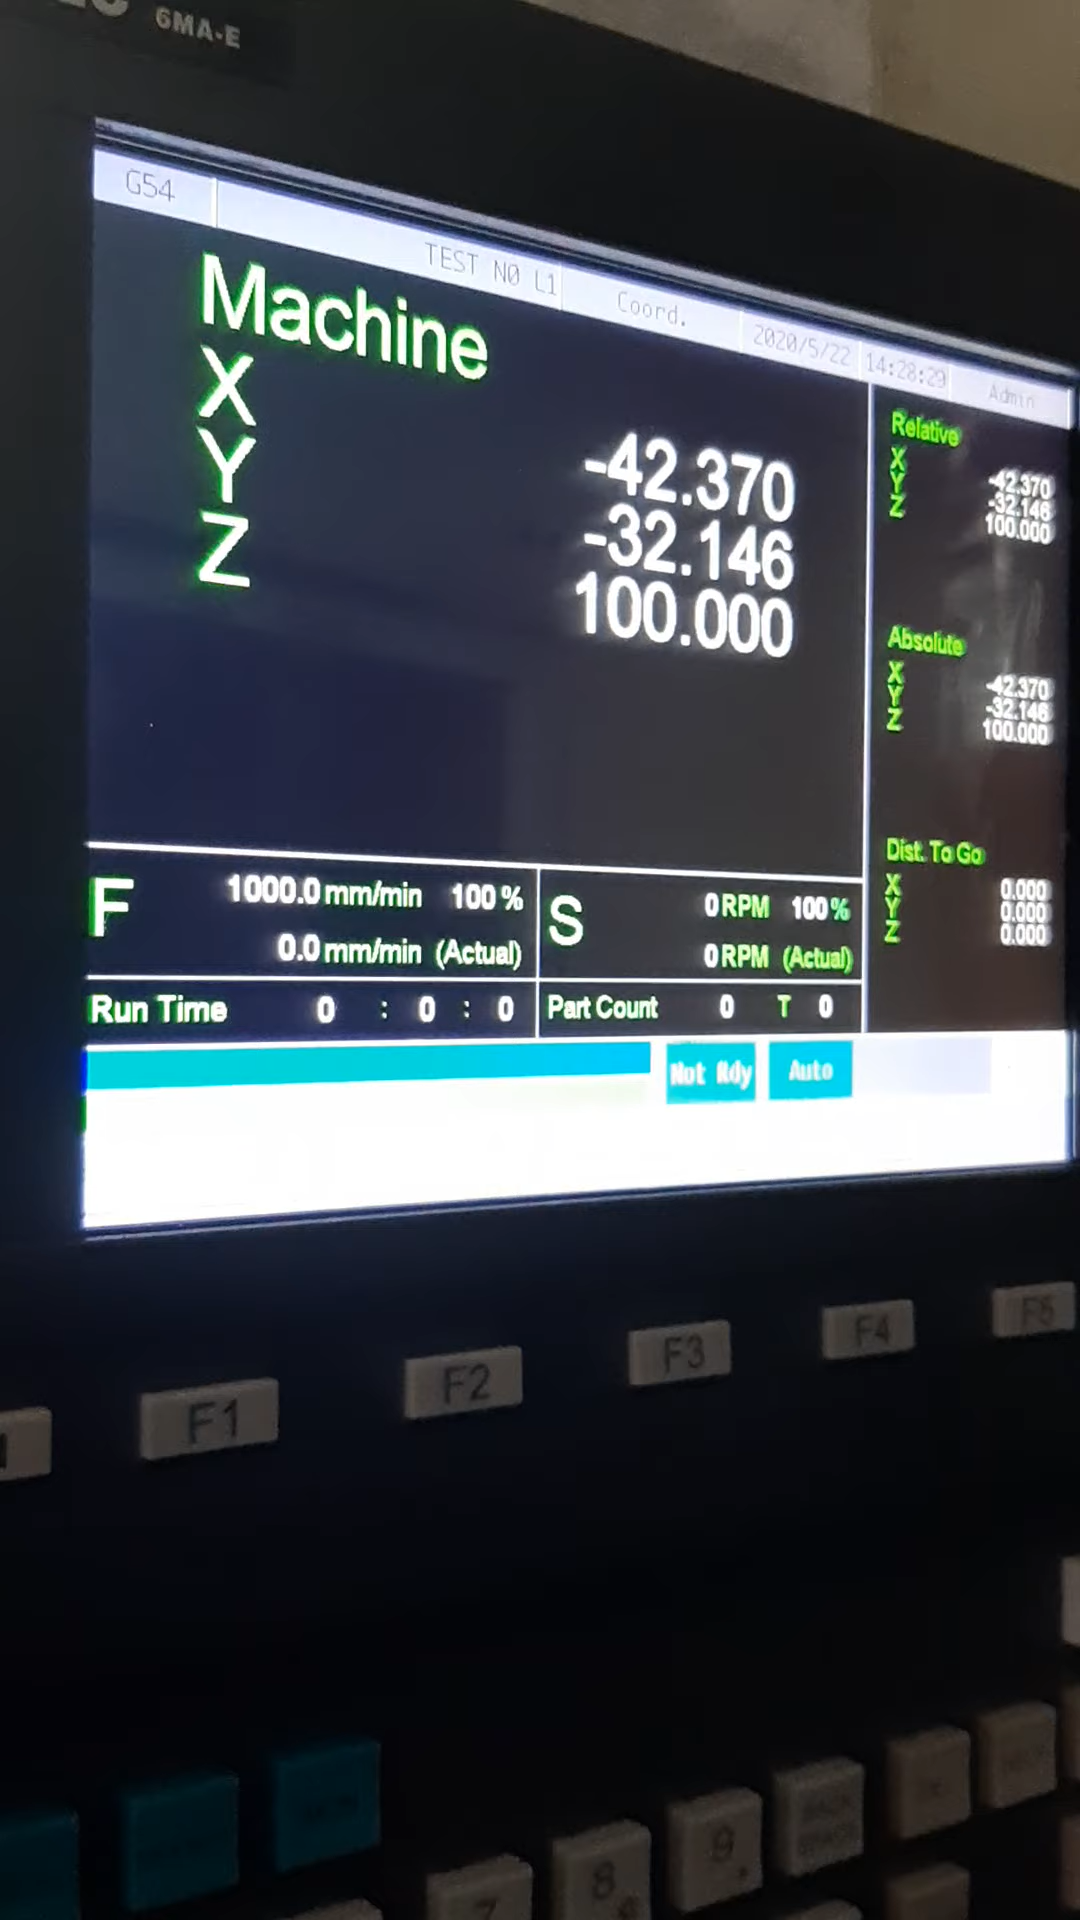 6MA-E
G54
TEST N0 L1
Coord.
2020/5/22
14:28:29
Admin
Machine
X -42.370
Y -32.146
Z 100.000
Relative
X -42.370
Y -32.146
Z 100.000
Absolute
X -42.370
Y -32.146
Z 100.000
Dist. To Go
X 0.000
Y 0.000
Z 0.000
F 1000.0 mm/min 100 %
0.0 mm/min (Actual)
S 0 RPM 100 %
0 RPM (Actual)
Run Time 0 : 0 : 0
Part Count 0 T 0
Not Rdy
Auto
F1
F2
F3
F4
F5
7
8
9